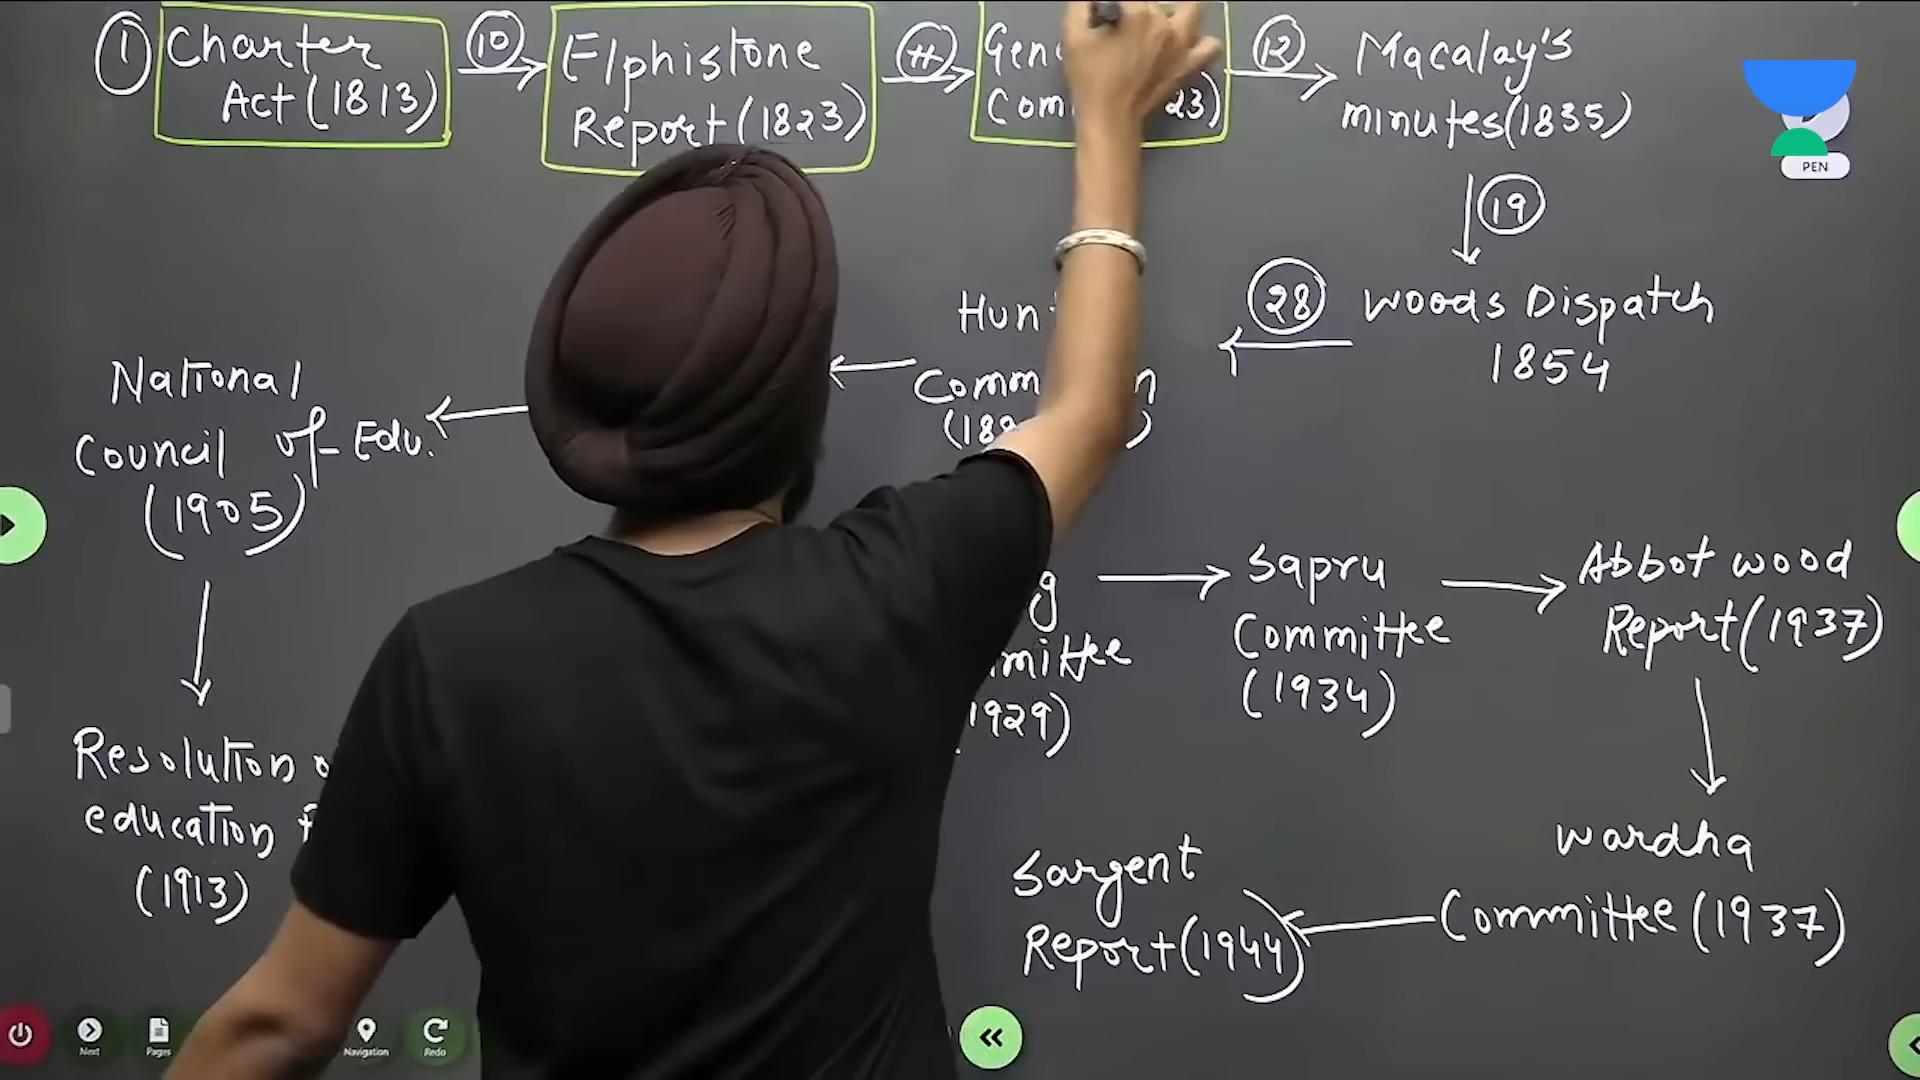 1 Charter
Act (1813)
10
Elphistone
Report (1823)
11
12
Macalay's
minutes (1835)
PEN
19
Woods Dispatch
1854
28
National
Council of Edu.
(1905)
Resolution
education
(1913)
1929)
Sapru
Committee
(1934)
Abbot wood
Report (1937)
Wardha
Committee (1937)
Sargent
Report (1944)
Next
Pages
Navigation
Redo